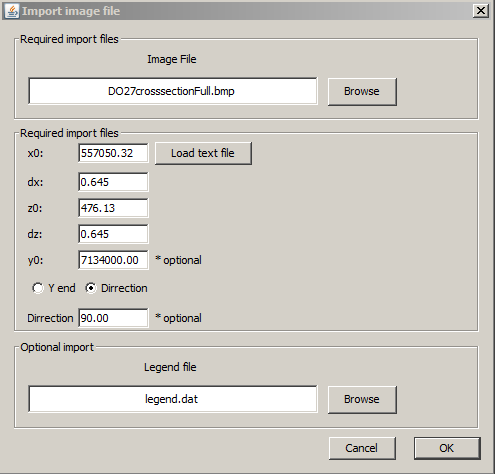 Import image file
Required import files
Image File
DO27crosssectionFull.bmp Browse
Required import files
x0: 557050.32 Load text file
dx: 0.645
z0: 476.13
dz: 0.645
y0: 7134000.00 * optional
Y end Dirrection
Dirrection 90.00 * optional
Optional import
Legend file
legend.dat Browse
Cancel OK